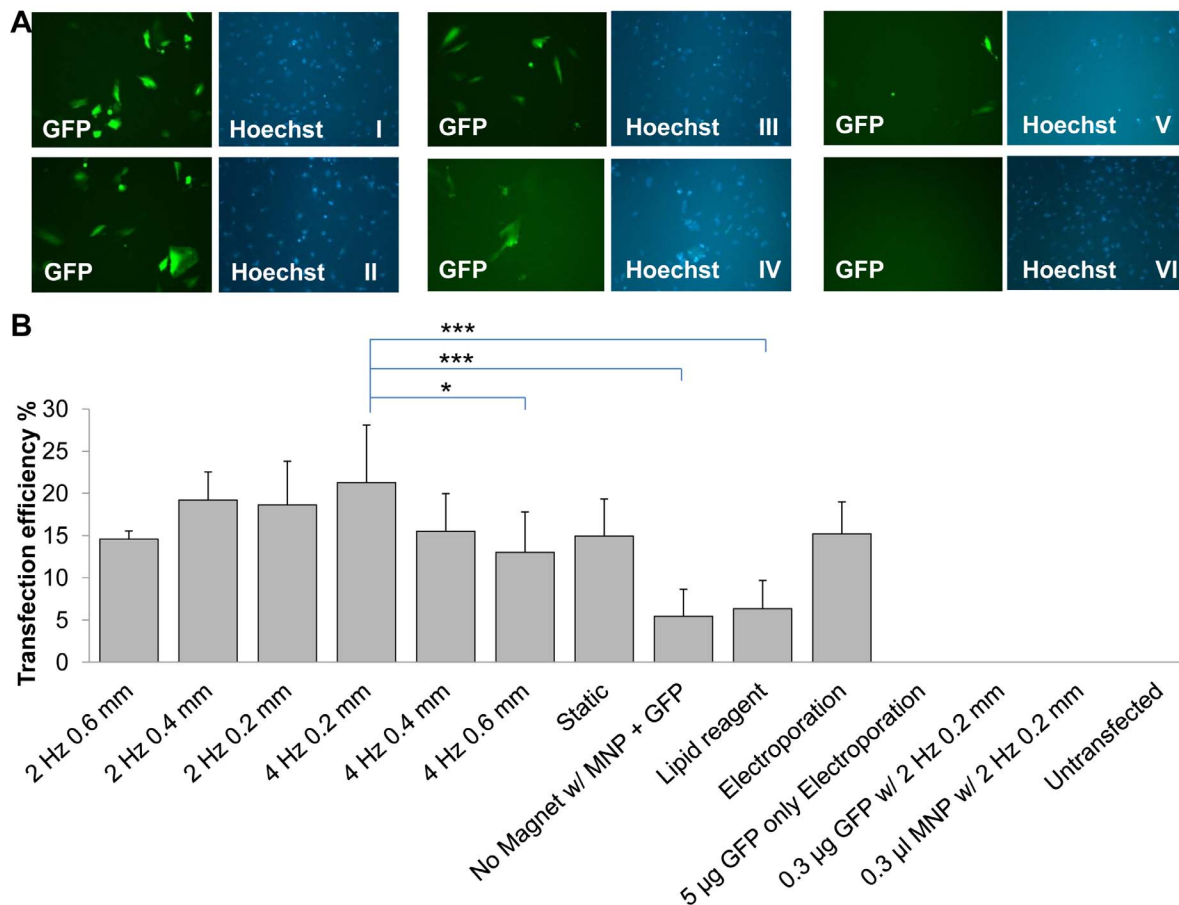 A
GFP Hoechst I GFP Hoechst III GFP Hoechst V
GFP Hoechst II GFP Hoechst IV GFP Hoechst VI
B
***
***
*
Transfection efficiency %
30
25
20
15
10
5
0
2 Hz 0.6 mm
2 Hz 0.4 mm
2 Hz 0.2 mm
4 Hz 0.2 mm
4 Hz 0.4 mm
4 Hz 0.6 mm
Static
No Magnet w/ MNP + GFP
Lipid reagent
Electroporation
5 µg GFP only Electroporation
0.3 µg GFP w/ 2 Hz 0.2 mm
0.3 µl MNP w/ 2 Hz 0.2 mm
Untransfected